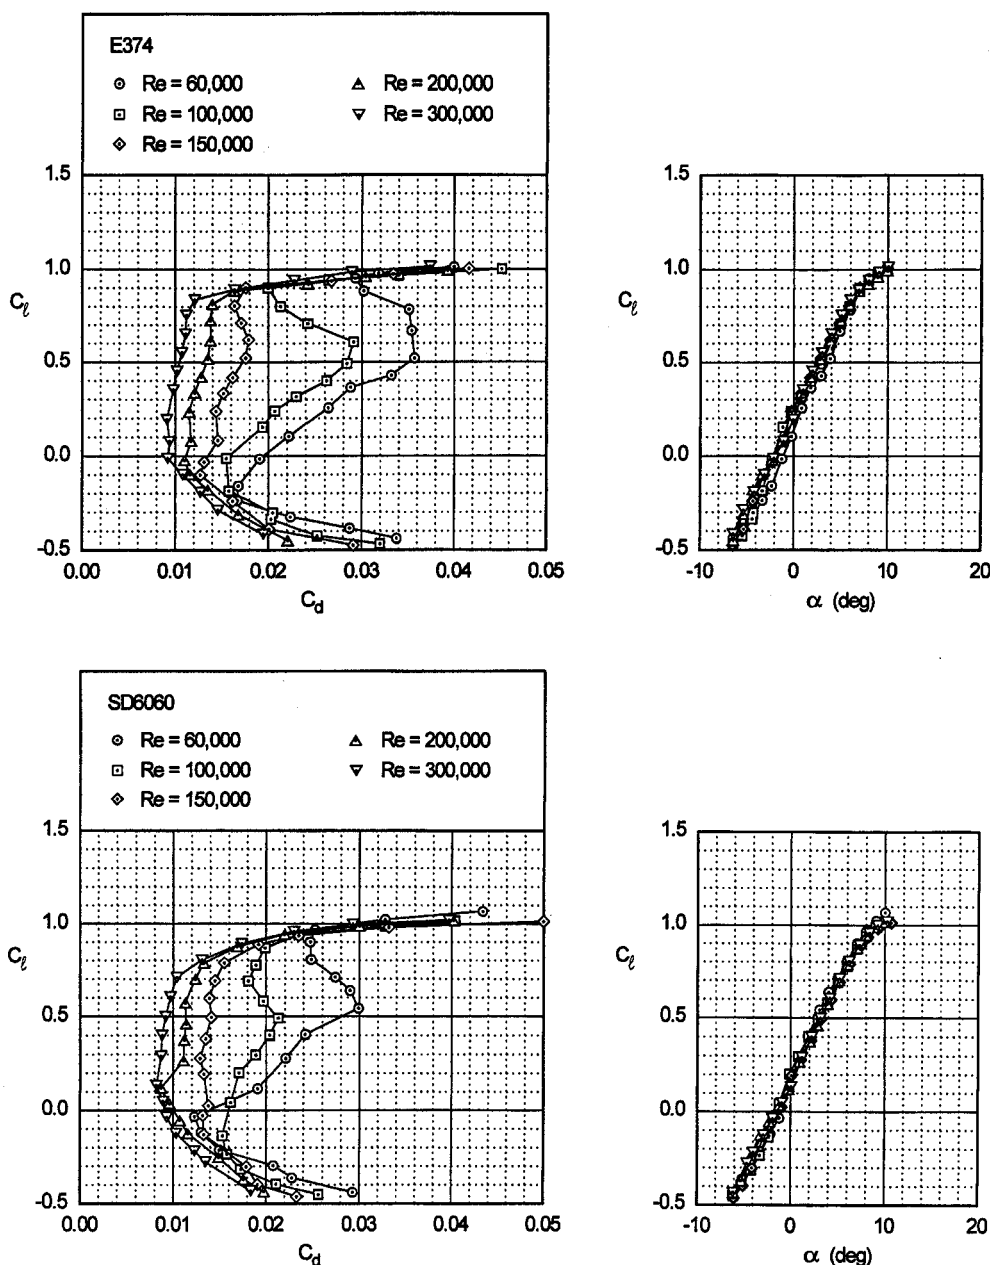 E374
Re = 60,000
Re = 200,000
Re = 100,000
Re = 300,000
Re = 150,000
1.5
1.0
Cℓ
0.5
0.0
-0.5
0.00 0.01 0.02 0.03 0.04 0.05
Cd
1.5
1.0
Cℓ
0.5
0.0
-0.5
-10 0 10 20
α (deg)
SD6060
Re = 60,000
Re = 200,000
Re = 100,000
Re = 300,000
Re = 150,000
1.5
1.0
Cℓ
0.5
0.0
-0.5
0.00 0.01 0.02 0.03 0.04 0.05
Cd
1.5
1.0
Cℓ
0.5
0.0
-0.5
-10 0 10 20
α (deg)